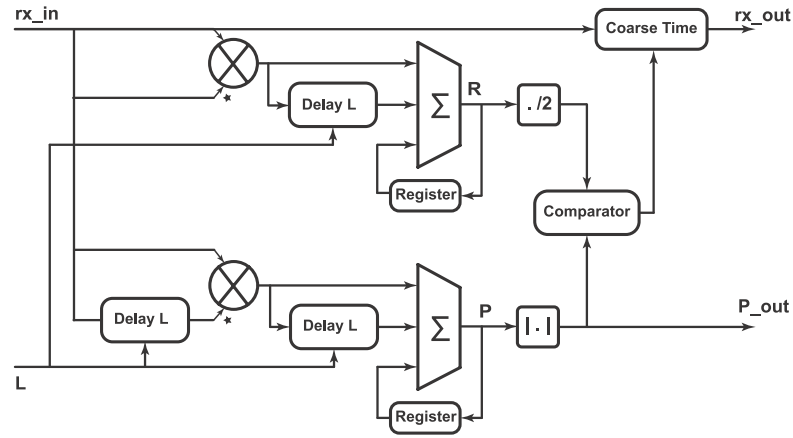 rx_in
Coarse Time
rx_out
*
Delay L
Σ
R
. /2
Register
Comparator
*
Delay L
Delay L
Σ
P
| . |
P_out
L
Register